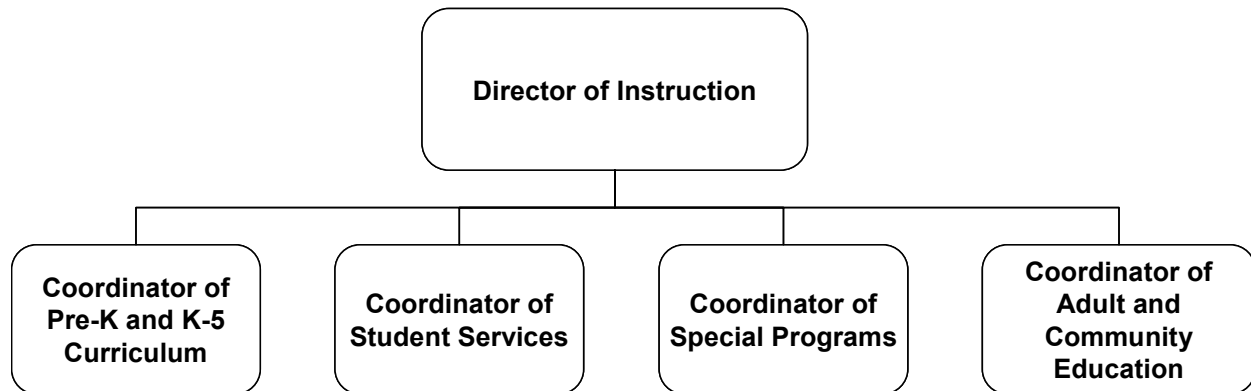 Director of Instruction
Coordinator of
Pre-K and K-5
Curriculum
Coordinator of
Student Services
Coordinator of
Special Programs
Coordinator of
Adult and
Community
Education